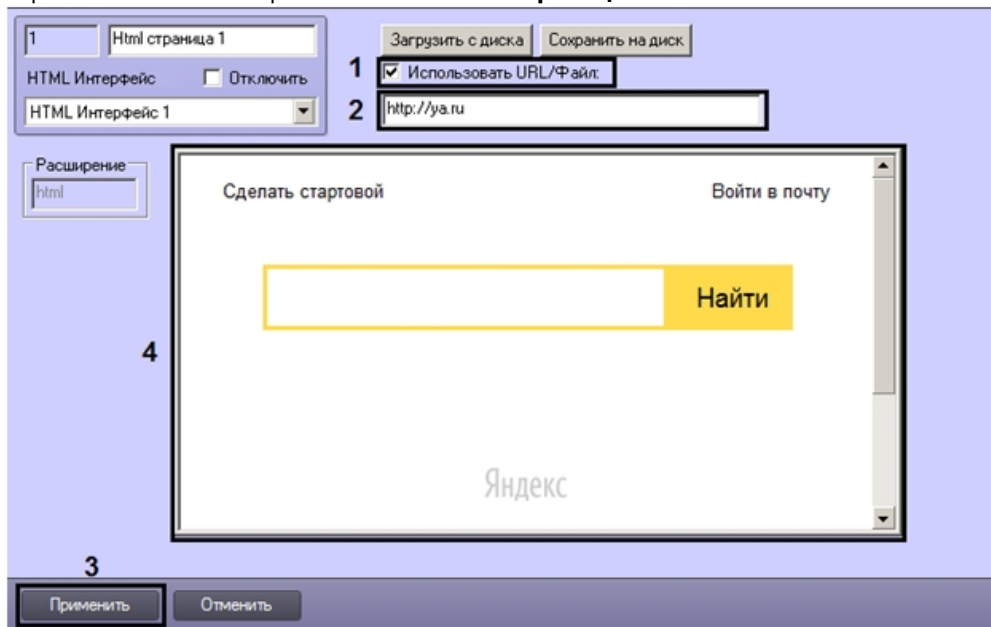 1
Html страница 1
HTML Интерфейс
Отключить
HTML Интерфейс 1
Загрузить с диска
Сохранить на диск
1
Использовать URL/Файл:
2
http://ya.ru
Расширение
html
Сделать стартовой
Войти в почту
Найти
4
Яндекс
3
Применить
Отменить